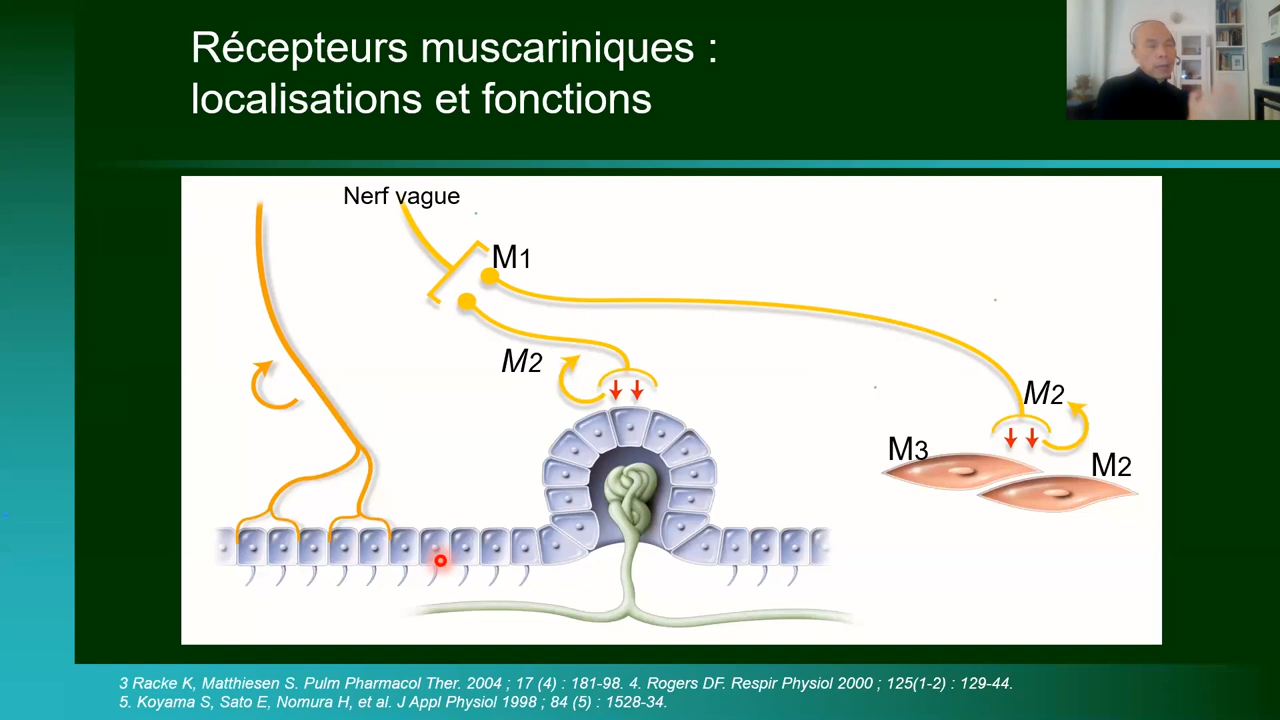 Récepteurs muscariniques :
localisations et fonctions
Nerf vague
M1
M2
M2
M3
M2
3 Racke K, Matthiesen S. Pulm Pharmacol Ther. 2004 ; 17 (4) : 181-98. 4. Rogers DF. Respir Physiol 2000 ; 125(1-2) : 129-44.
5. Koyama S, Sato E, Nomura H, et al. J Appl Physiol 1998 ; 84 (5) : 1528-34.